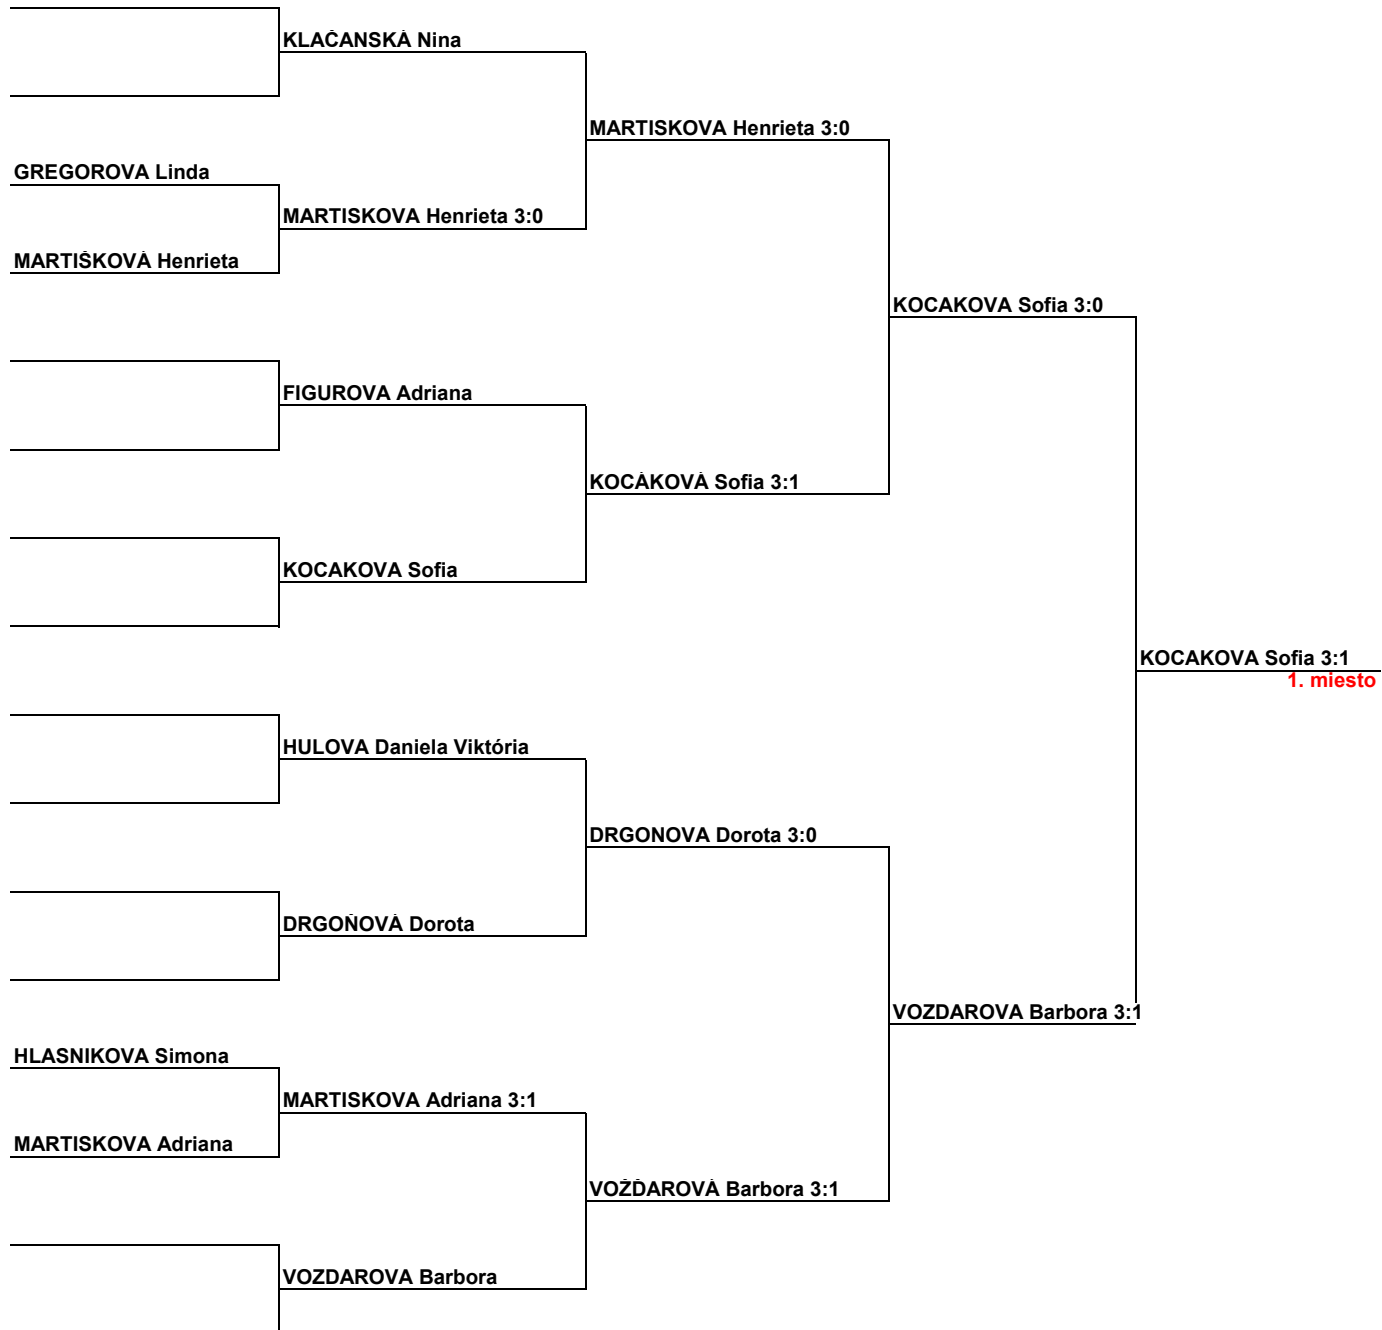 KLAČANSKÁ Nina
MARTISKOVA Henrieta 3:0
GREGOROVA Linda
MARTISKOVA Henrieta 3:0
MARTIŠKOVÁ Henrieta
KOCAKOVA Sofia 3:0
FIGUROVA Adriana
KOCÁKOVÁ Sofia 3:1
KOCAKOVA Sofia
KOCAKOVA Sofia 3:1
1. miesto
HULOVA Daniela Viktória
DRGONOVA Dorota 3:0
DRGOŇOVÁ Dorota
VOZDAROVA Barbora 3:1
HLASNIKOVA Simona
MARTISKOVA Adriana 3:1
MARTISKOVA Adriana
VOŽĎAROVÁ Barbora 3:1
VOZDAROVA Barbora